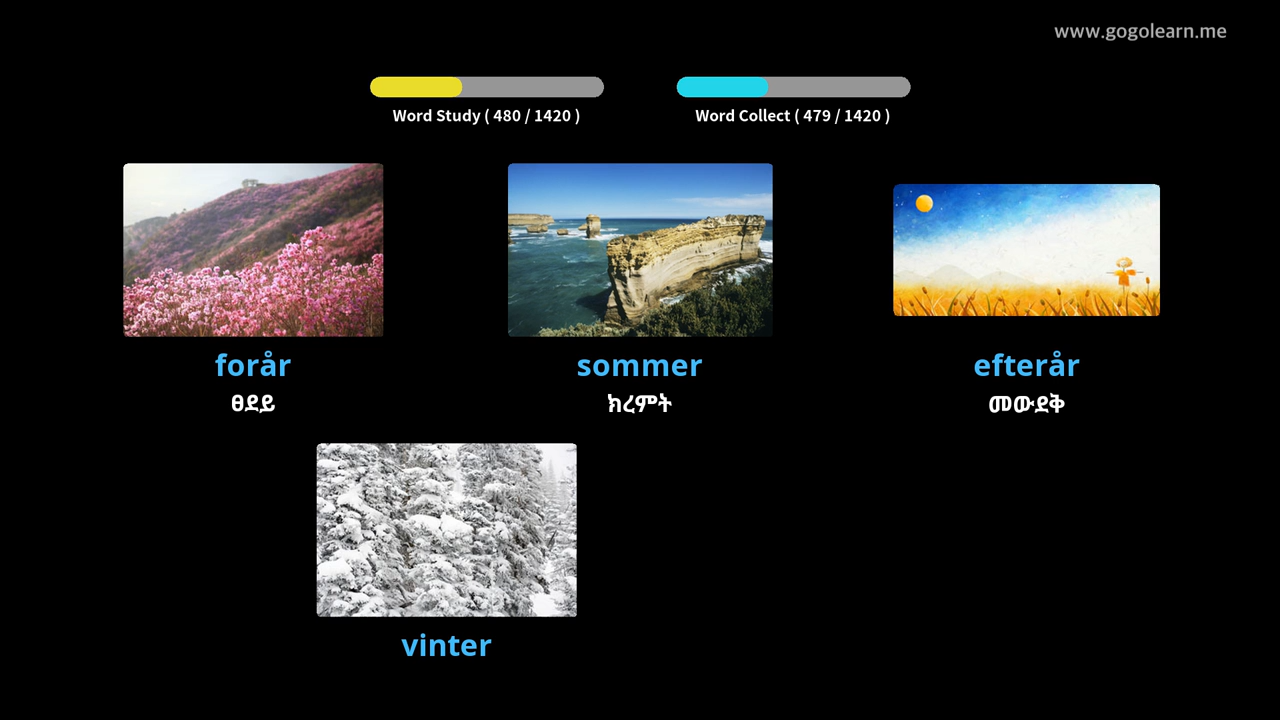 www.gogolearn.me
Word Study ( 480 / 1420 )
Word Collect ( 479 / 1420 )
forår
sommer
efterår
ፀደይ
ክረምት
መውደቅ
vinter